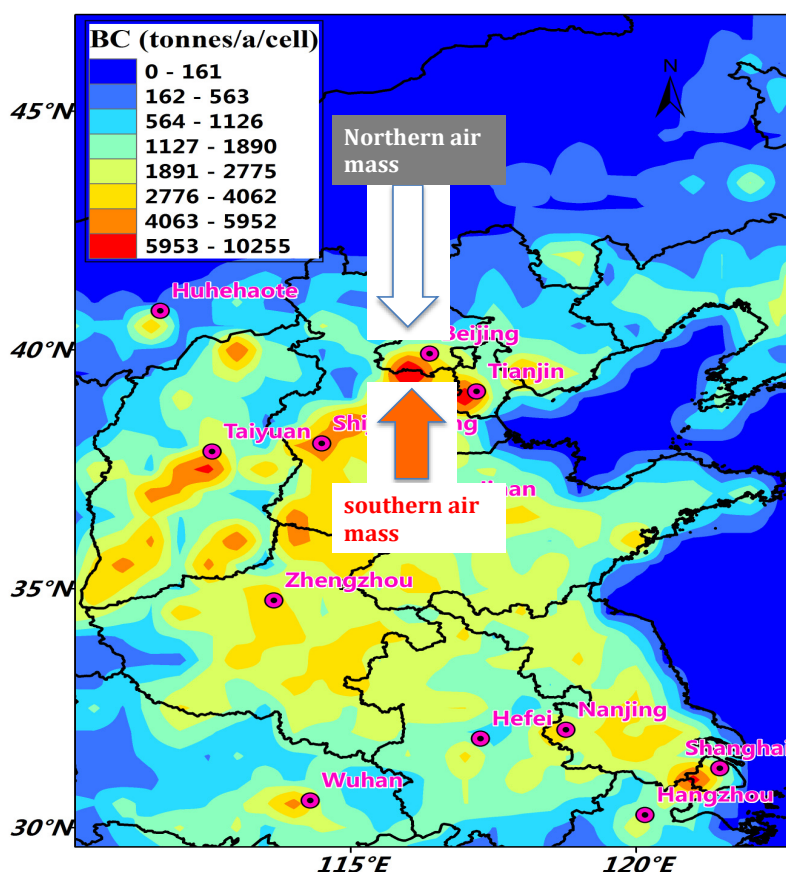 BC (tonnes/a/cell)
0 - 161
162 - 563
564 - 1126
1127 - 1890
1891 - 2775
2776 - 4062
4063 - 5952
5953 - 10255
N
45°N
Northern air
mass
Huhehaote
40°N
Beijing
Tianjin
Taiyuan
southern air
mass
35°N
Zhengzhou
Hefei
Nanjing
Shanghai
Wuhan
Hangzhou
30°N
115°E
120°E